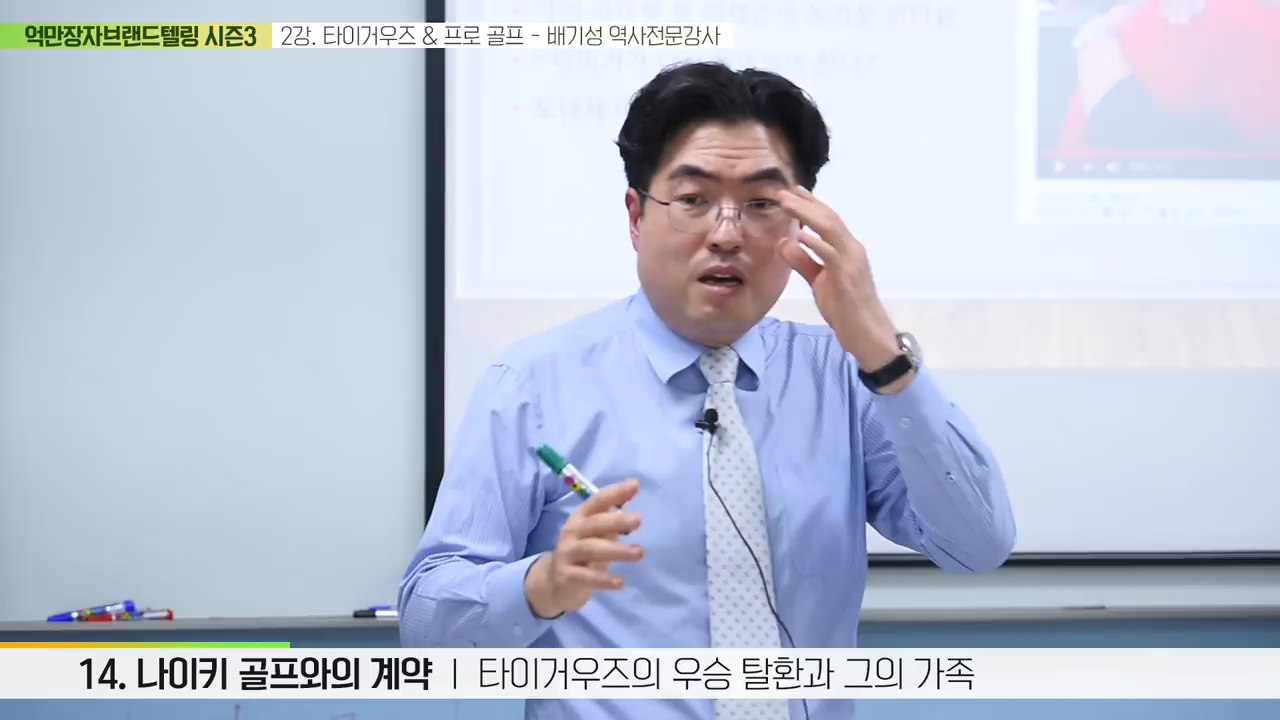 억만장자브랜드텔링 시즌3 2강. 타이거우즈 & 프로 골프 - 배기성 역사전문강사
14. 나이키 골프와의 계약 | 타이거우즈의 우승 탈환과 그의 가족